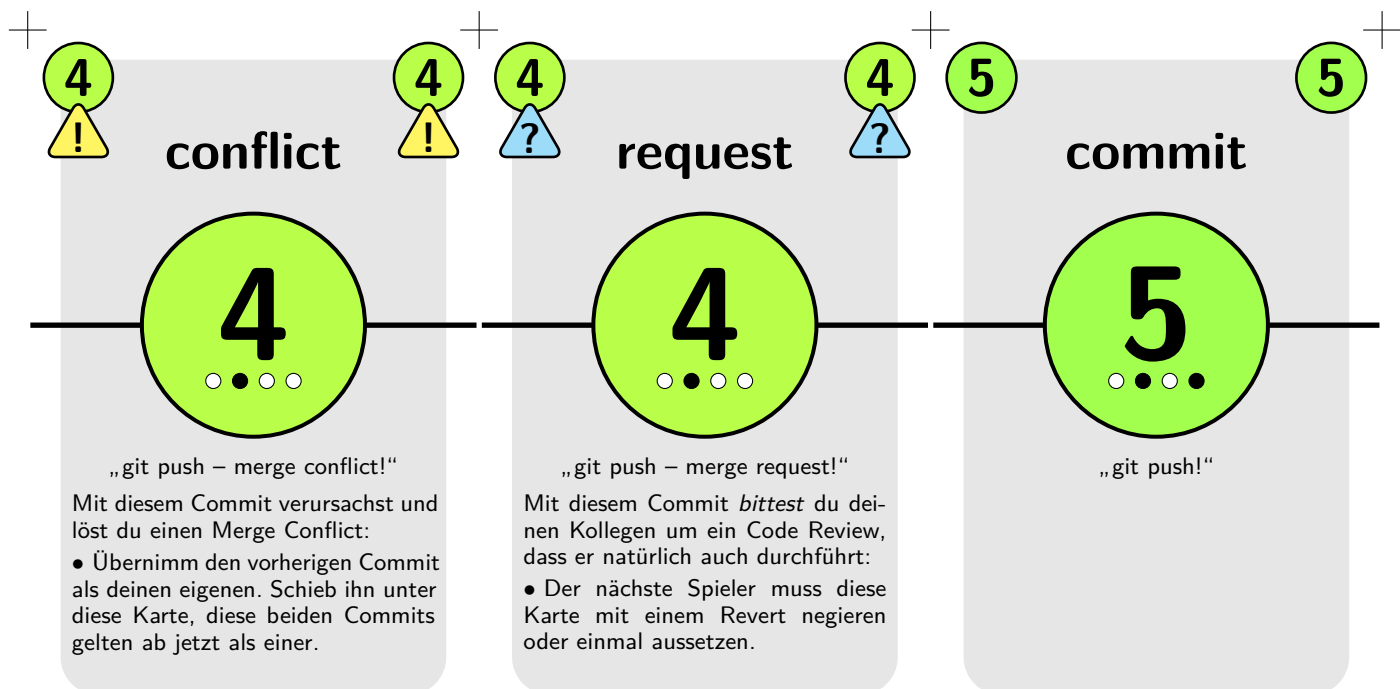 4
4
!
!
conflict
4
„git push – merge conflict!“
Mit diesem Commit verursachst und
löst du einen Merge Conflict:
• Übernimm den vorherigen Commit
als deinen eigenen. Schieb ihn unter
diese Karte, diese beiden Commits
gelten ab jetzt als einer.
4
4
?
?
request
4
„git push – merge request!“
Mit diesem Commit bittest du dei-
nen Kollegen um ein Code Review,
dass er natürlich auch durchführt:
• Der nächste Spieler muss diese
Karte mit einem Revert negieren
oder einmal aussetzen.
5
5
commit
5
„git push!“